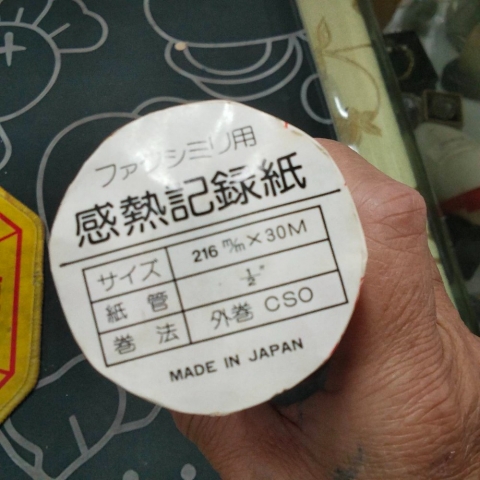 ファクシミリ用
感熱記録紙
サイズ 216 m/m × 30M
紙管 ½"
巻法 外巻 CSO
MADE IN JAPAN